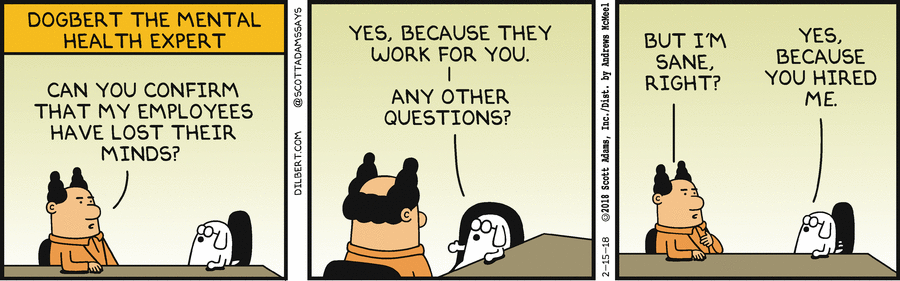 DOGBERT THE MENTAL
HEALTH EXPERT
CAN YOU CONFIRM
THAT MY EMPLOYEES
HAVE LOST THEIR
MINDS?
DILBERT.COM @SCOTTADAMSSAYS
YES, BECAUSE THEY
WORK FOR YOU.
ANY OTHER
QUESTIONS?
2-15-18 ©2018 Scott Adams, Inc./Dist. by Andrews McMeel
BUT I'M
SANE,
RIGHT?
YES,
BECAUSE
YOU HIRED
ME.